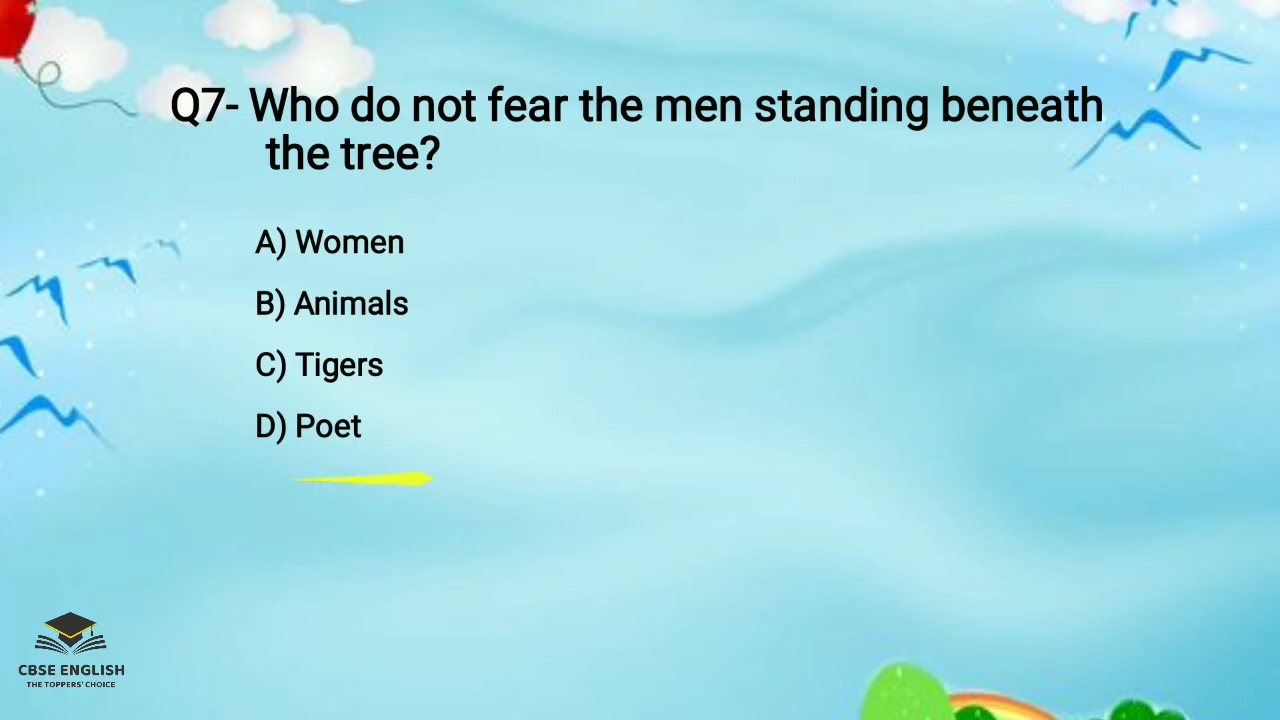 Q7- Who do not fear the men standing beneath
the tree?
A) Women
B) Animals
C) Tigers
D) Poet
CBSE ENGLISH
THE TOPPERS' CHOICE